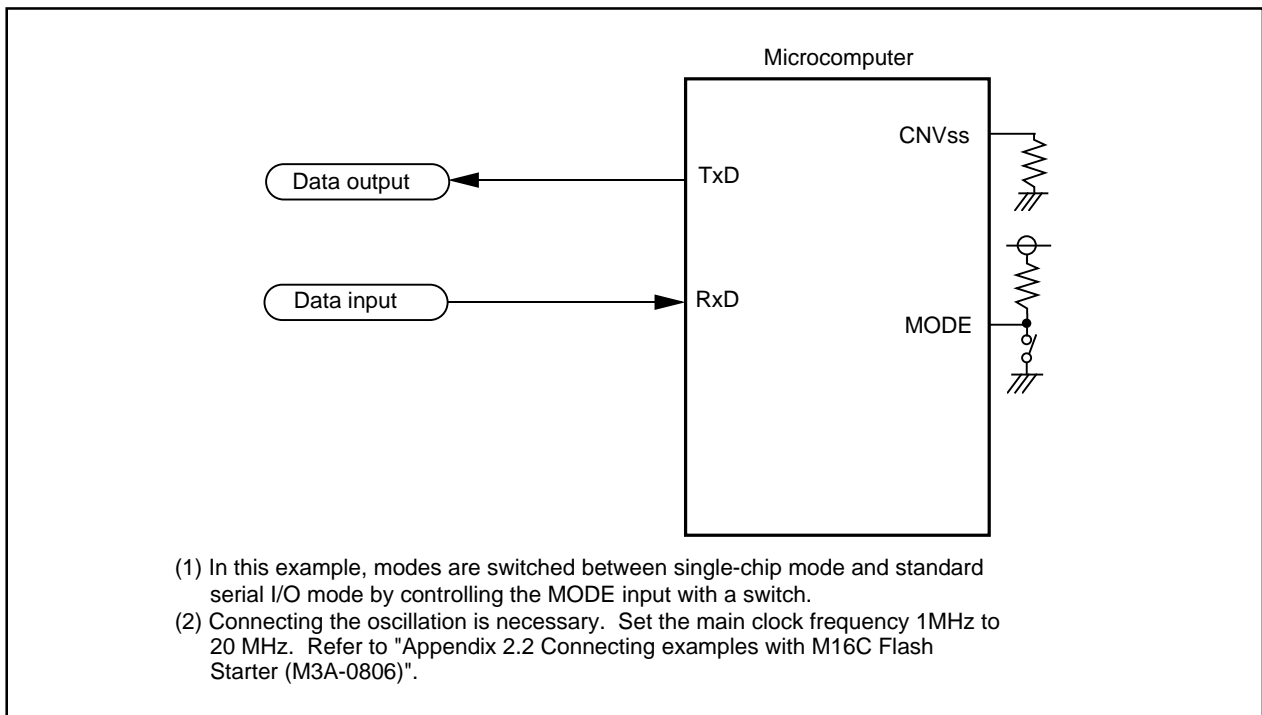 Microcomputer
CNVss
Data output
TxD
Data input
RxD
MODE
(1) In this example, modes are switched between single-chip mode and standard
serial I/O mode by controlling the MODE input with a switch.
(2) Connecting the oscillation is necessary. Set the main clock frequency 1MHz to
20 MHz. Refer to "Appendix 2.2 Connecting examples with M16C Flash
Starter (M3A-0806)".